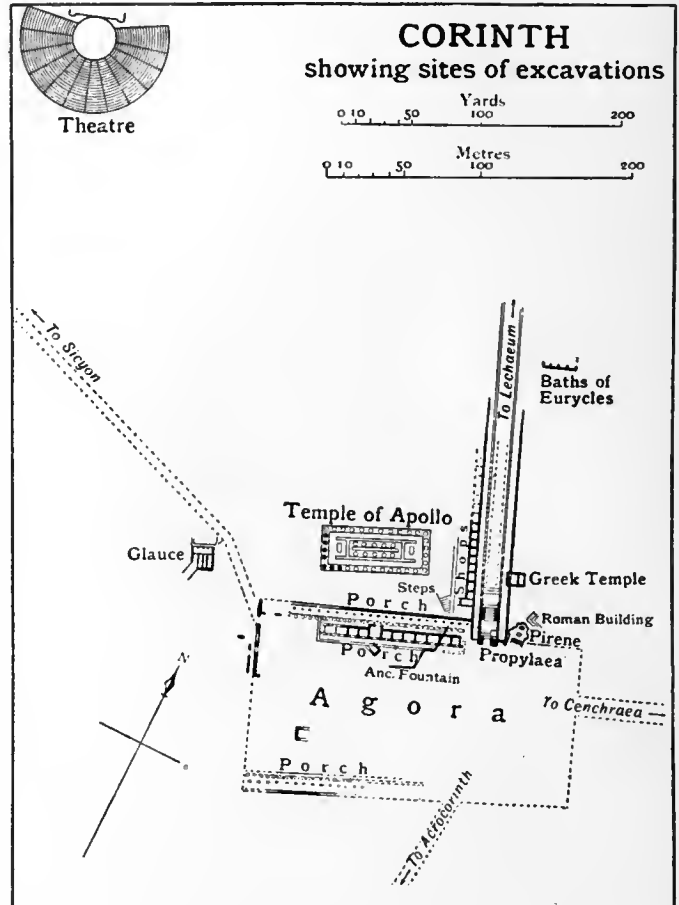 CORINTH
showing sites of excavations
Theatre
Yards
0 10 50 100 200
Metres
0 10 50 100 200
← To Sicyon
To Lechaeum →
Baths of
Eurycles
Temple of Apollo
Glauce
Shops
Steps
Greek Temple
Porch
Roman Building
Pirene
Porch
Propylaea
Anc. Fountain
N
Agora
To Cenchraea →
Porch
← To Acrocorinth